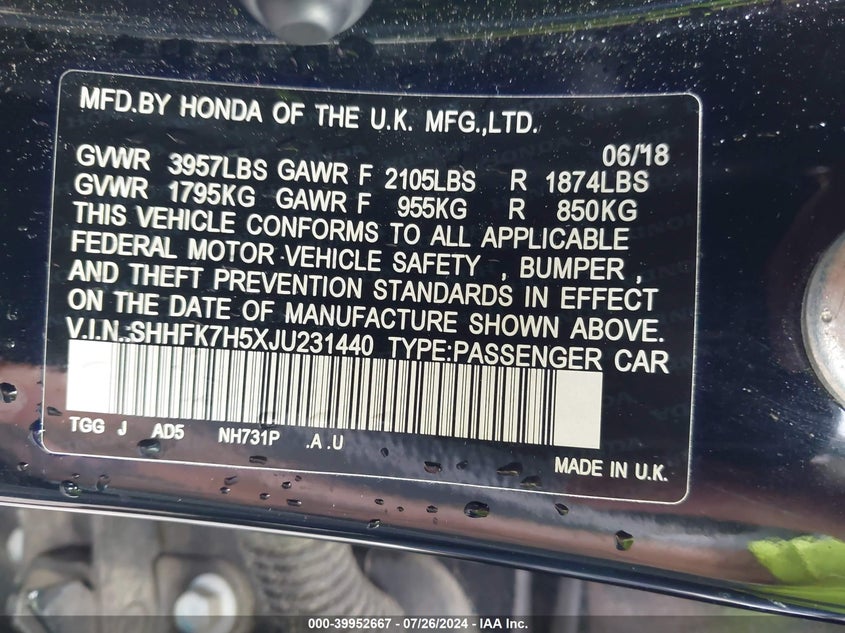 MFD.BY HONDA OF THE U.K. MFG.,LTD.
06/18
GVWR 3957LBS GAWR F 2105LBS R 1874LBS
GVWR 1795KG GAWR F 955KG R 850KG
THIS VEHICLE CONFORMS TO ALL APPLICABLE
FEDERAL MOTOR VEHICLE SAFETY , BUMPER ,
AND THEFT PREVENTION STANDARDS IN EFFECT
ON THE DATE OF MANUFACTURE SHOWN ABOVE.
V.I.N.:SHHFK7H5XJU231440 TYPE:PASSENGER CAR
TGG J AD5 NH731P .A .U
MADE IN U.K.
000-39952667 - 07/26/2024 - IAA Inc.